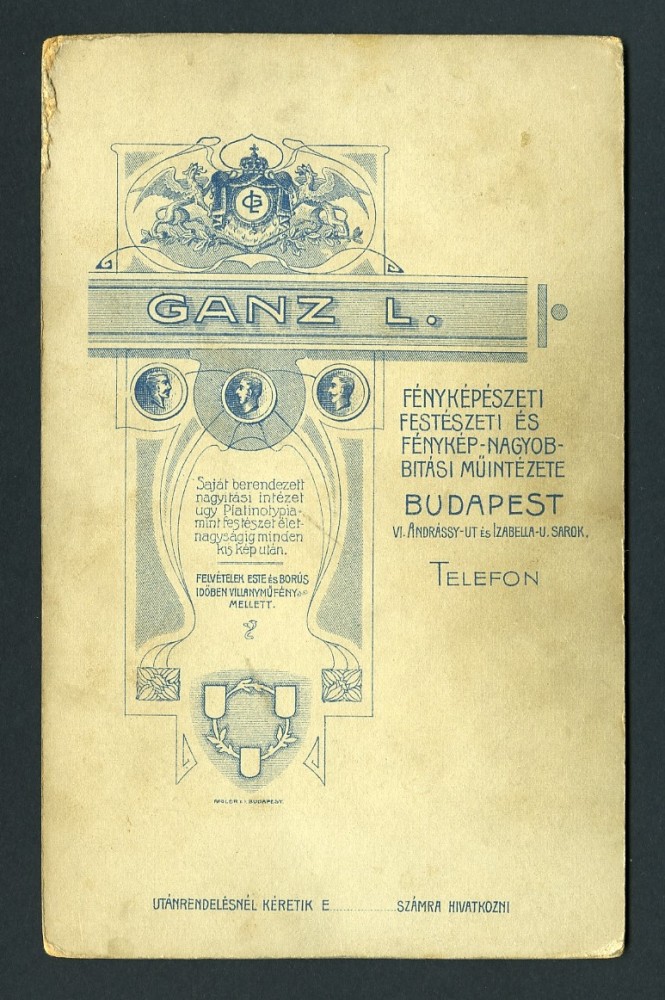 GANZ L.
FÉNYKÉPÉSZETI
FESTÉSZETI ÉS
FÉNYKÉP-NAGYOB-
BITÁSI MŰINTÉZETE
BUDAPEST
VI. ANDRÁSSY-UT ÉS IZABELLA-U. SAROK.
TELEFON
Saját berendezett
nagyitási intézet
ugy Platinotypia-
mint festészet élet-
nagyságig minden
kis kép után.
FELVÉTELEK ESTE és BORÚS
IDŐBEN VILLANYMŰFÉNY
MELLETT.
BUDAPEST.
UTÁNRENDELÉSNÉL KÉRETIK E.............SZÁMRA HIVATKOZNI